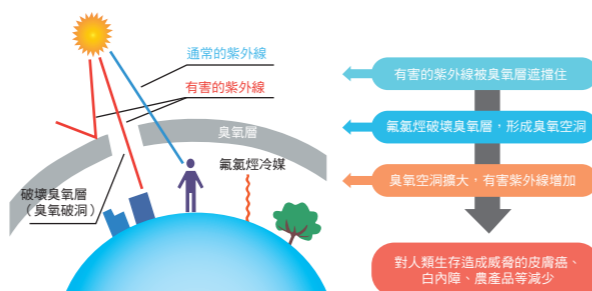 通常的紫外線
有害的紫外線
臭氧層
氟氯烴冷媒
破壞臭氧層
（臭氧破洞）
有害的紫外線被臭氧層遮擋住
氟氯烴破壞臭氧層，形成臭氧空洞
臭氧空洞擴大，有害紫外線增加
對人類生存造成威脅的皮膚癌、
白內障、農產品等減少